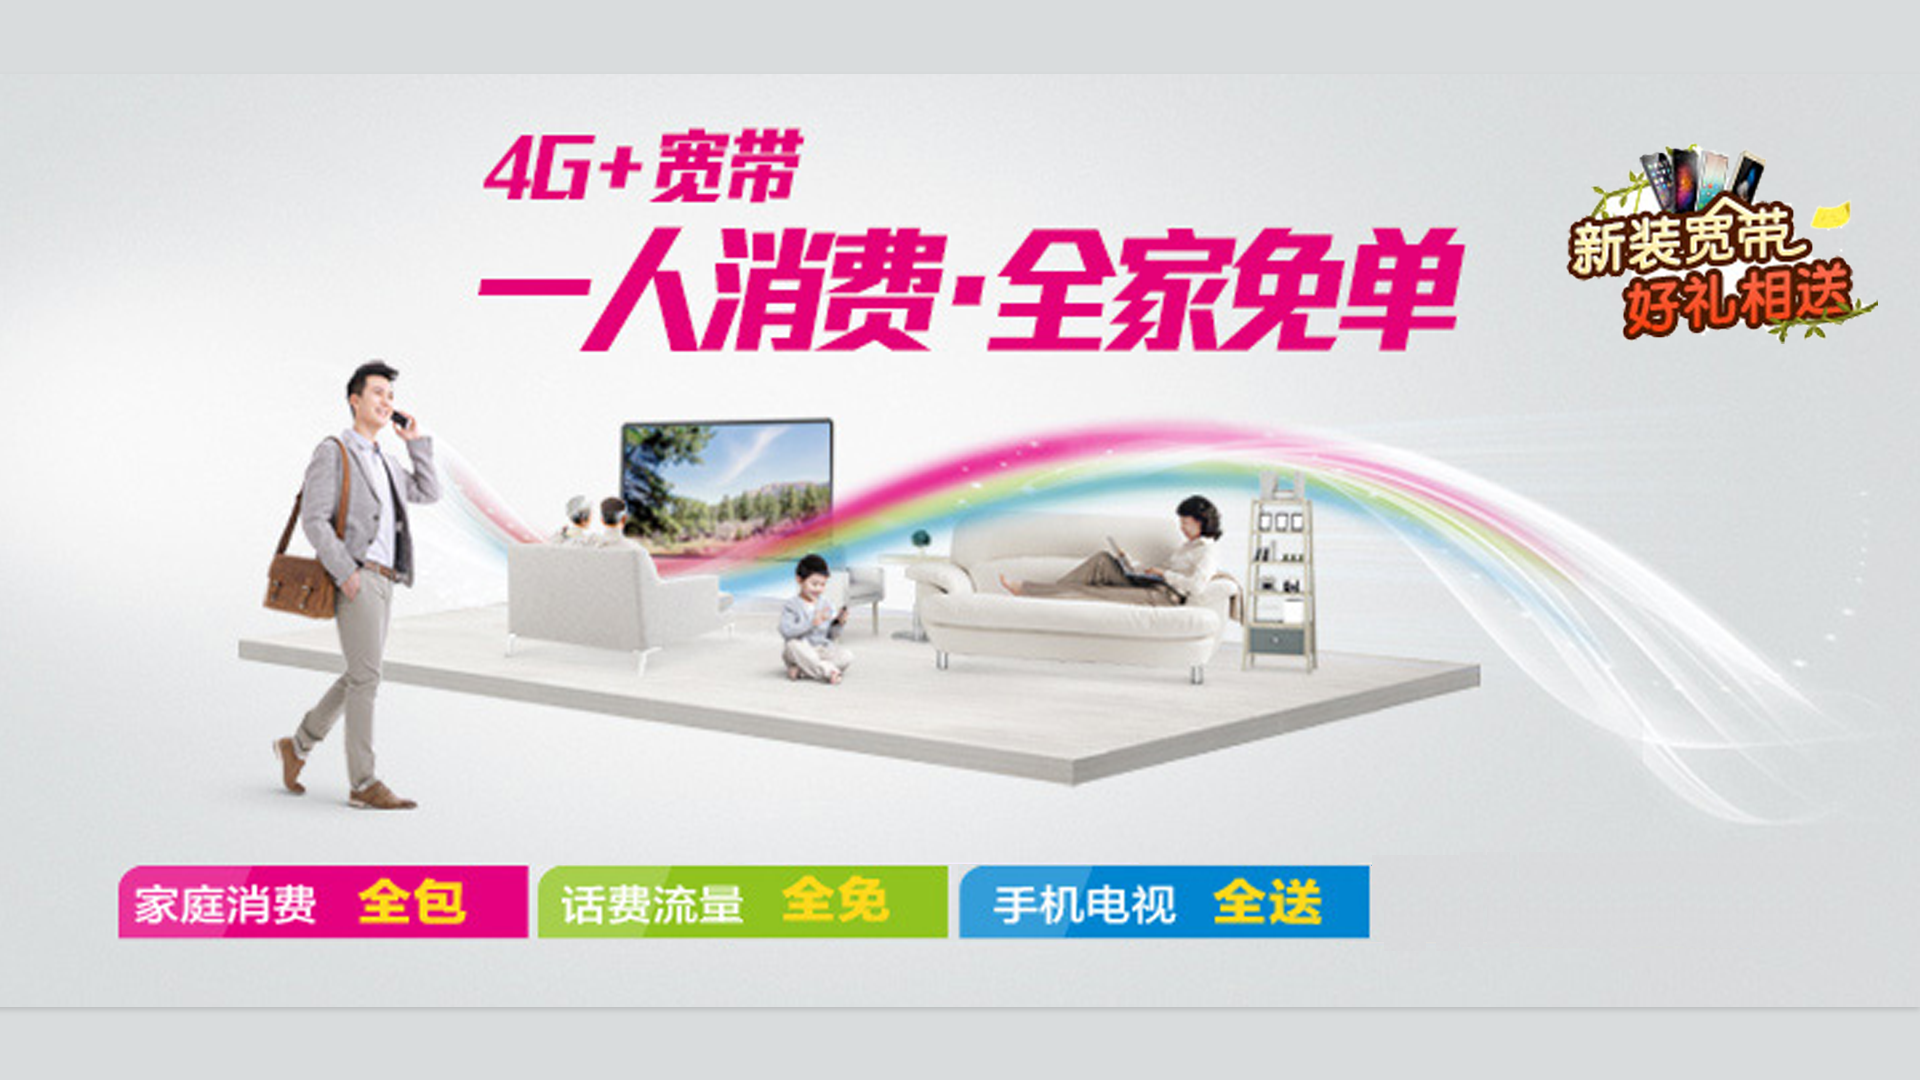 4G+宽带
一人消费·全家免单
新装宽带
好礼相送
家庭消费 全包
话费流量 全免
手机电视 全送